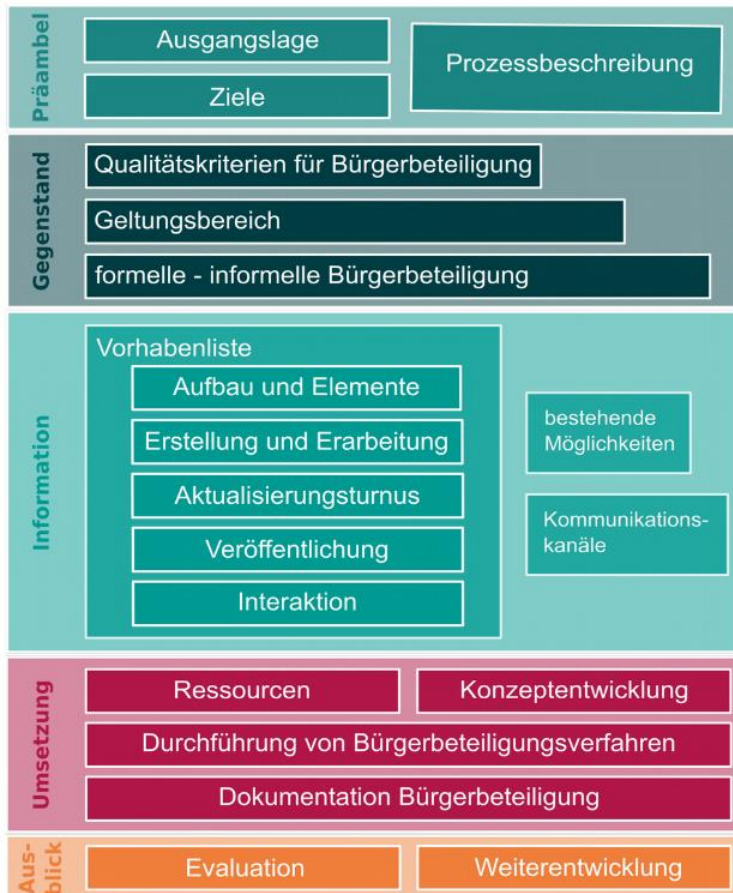 Präambel
Ausgangslage
Ziele
Prozessbeschreibung
Gegenstand
Qualitätskriterien für Bürgerbeteiligung
Geltungsbereich
formelle - informelle Bürgerbeteiligung
Information
Vorhabenliste
Aufbau und Elemente
Erstellung und Erarbeitung
Aktualisierungsturnus
Veröffentlichung
Interaktion
bestehende
Möglichkeiten
Kommunikations-
kanäle
Umsetzung
Ressourcen
Konzeptentwicklung
Durchführung von Bürgerbeteiligungsverfahren
Dokumentation Bürgerbeteiligung
Aus-
blick
Evaluation
Weiterentwicklung